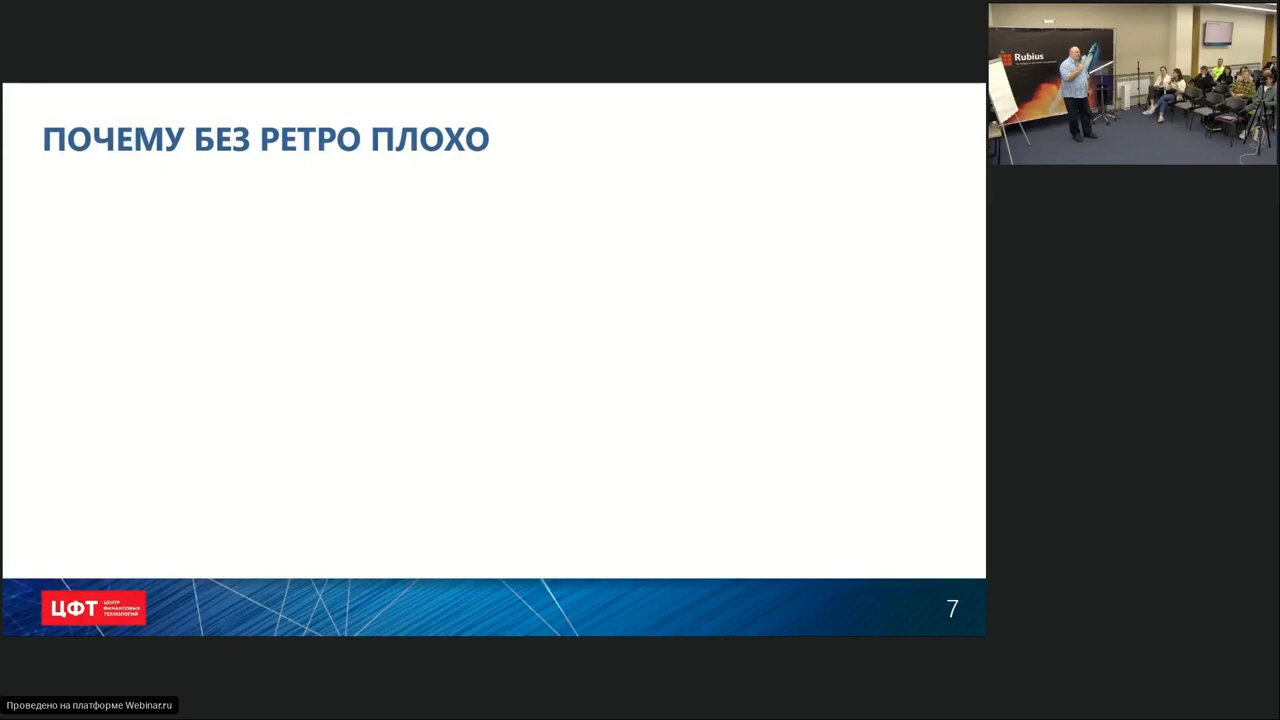 ПОЧЕМУ БЕЗ РЕТРО ПЛОХО
Rubius
ЦФТ
ЦЕНТР
ФИНАНСОВЫХ
ТЕХНОЛОГИЙ
7
Проведено на платформе Webinar.ru